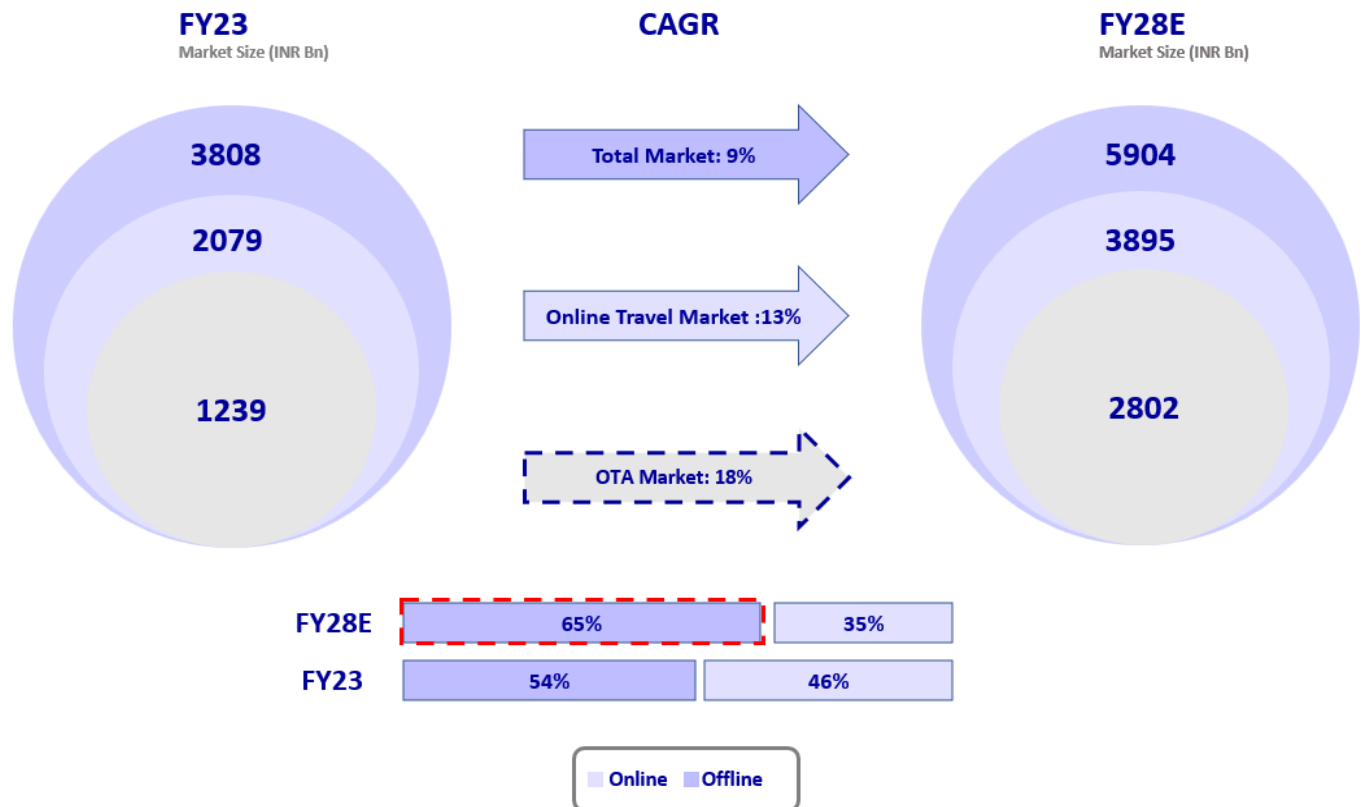 FY23
Market Size (INR Bn)
CAGR
FY28E
Market Size (INR Bn)
3808
2079
1239
Total Market: 9%
Online Travel Market :13%
OTA Market: 18%
5904
3895
2802
FY28E
65%
35%
FY23
54%
46%
Online
Offline